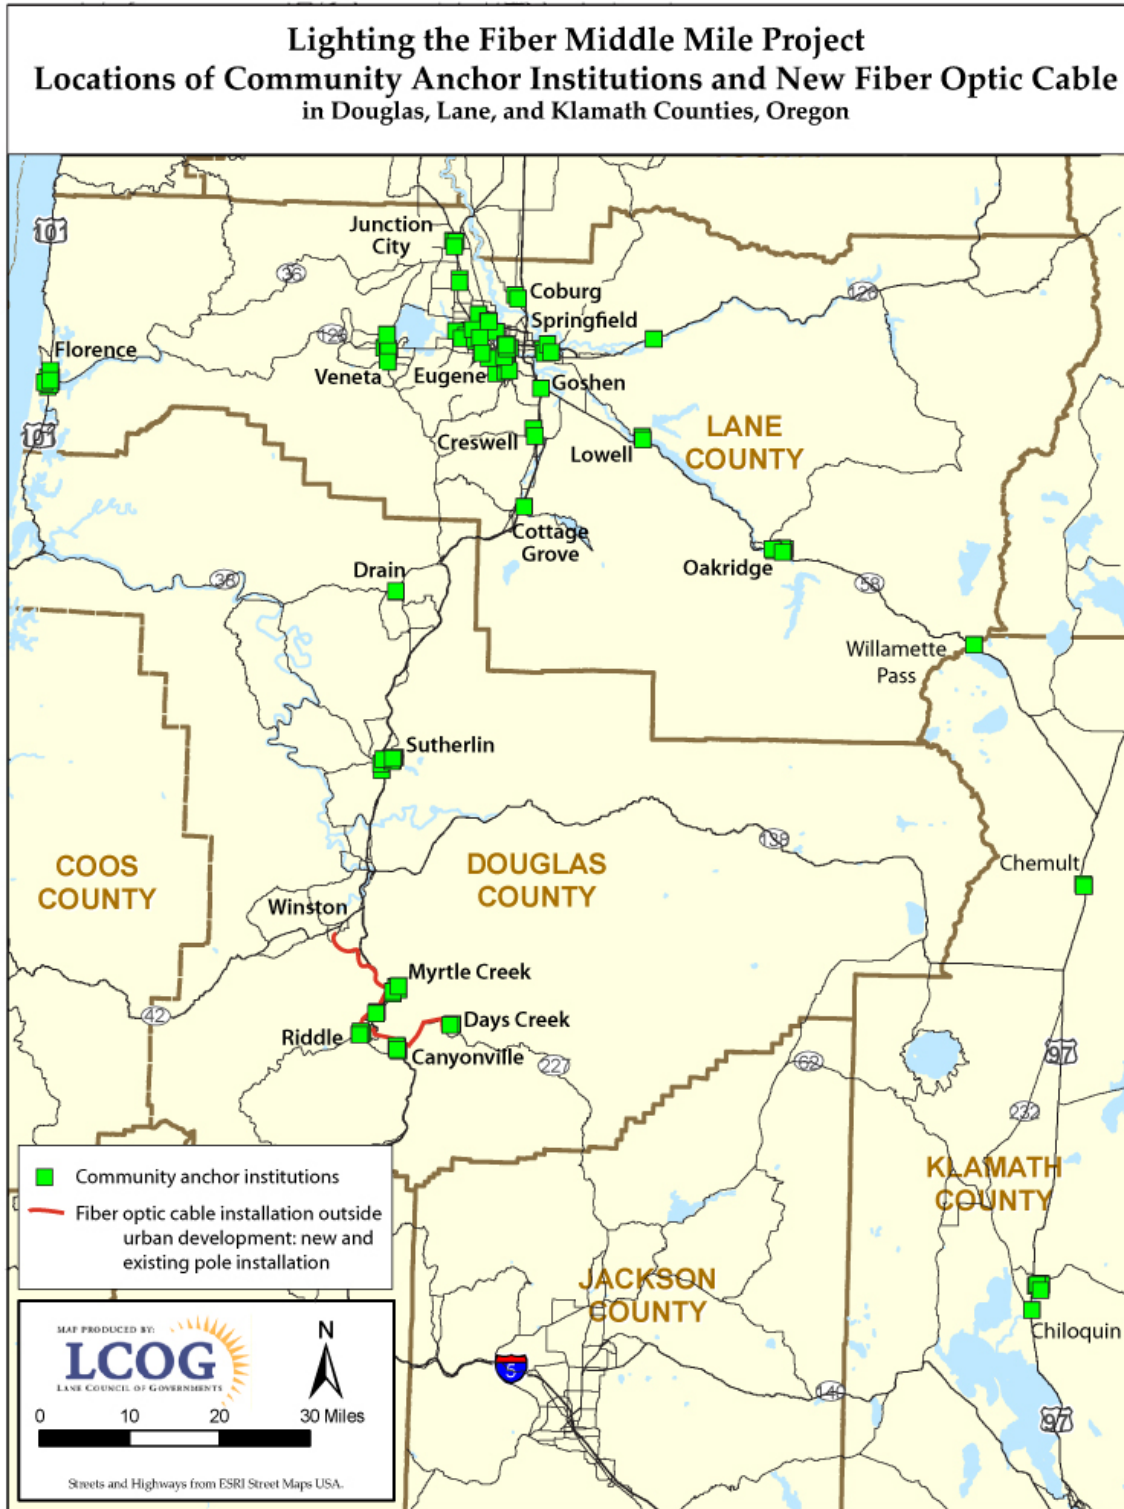 Lighting the Fiber Middle Mile Project
Locations of Community Anchor Institutions and New Fiber Optic Cable
in Douglas, Lane, and Klamath Counties, Oregon
101
Junction
City
36
Coburg
126
Springfield
126
Florence
Veneta
Eugene
Goshen
101
Creswell
Lowell
LANE
COUNTY
Cottage
Grove
Drain
Oakridge
38
58
Willamette
Pass
Sutherlin
138
COOS
COUNTY
DOUGLAS
COUNTY
Chemult
Winston
Myrtle Creek
42
Days Creek
Riddle
Canyonville
227
62
97
232
KLAMATH
COUNTY
Community anchor institutions
Fiber optic cable installation outside
urban development: new and
existing pole installation
JACKSON
COUNTY
Chiloquin
MAP PRODUCED BY:
LCOG
LANE COUNCIL OF GOVERNMENTS
N
0 10 20 30 Miles
Streets and Highways from ESRI Street Maps USA.
5
140
97